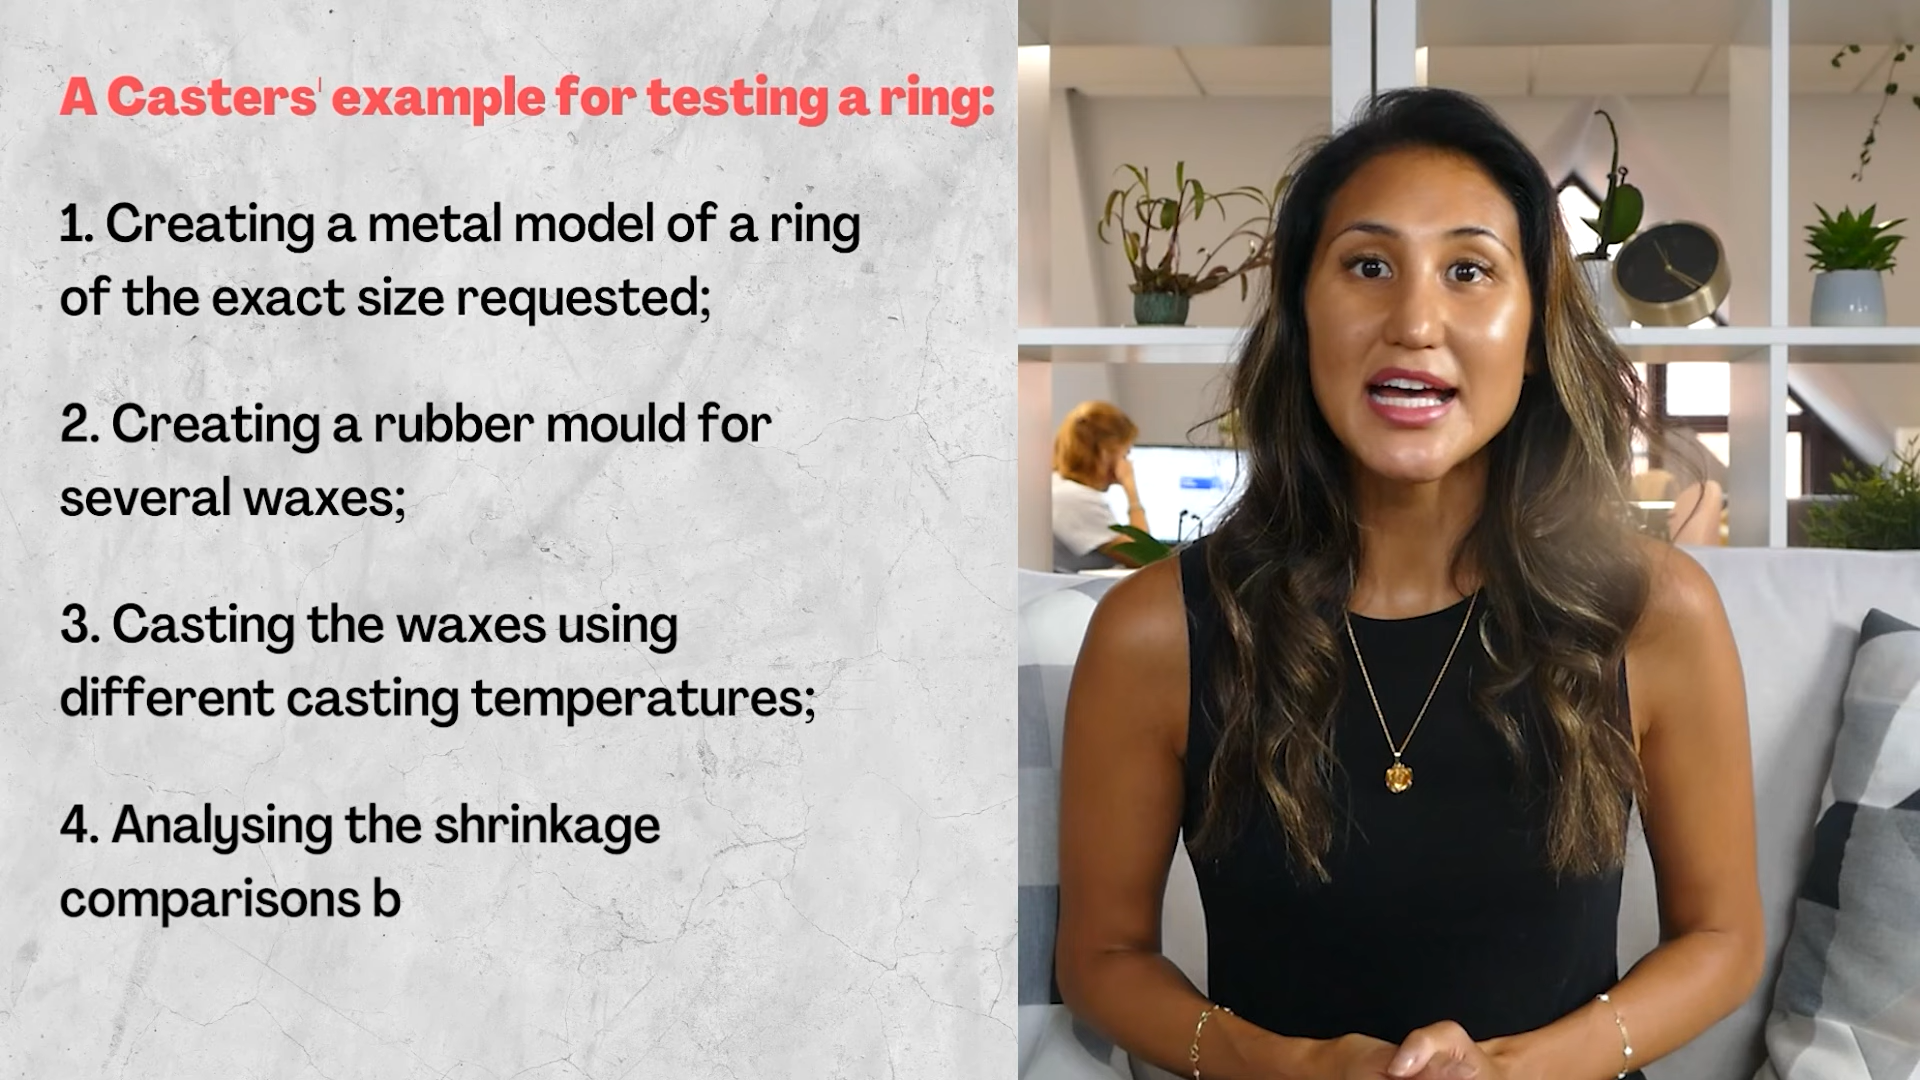 A Casters' example for testing a ring:
1. Creating a metal model of a ring
of the exact size requested;
2. Creating a rubber mould for
several waxes;
3. Casting the waxes using
different casting temperatures;
4. Analysing the shrinkage
comparisons b